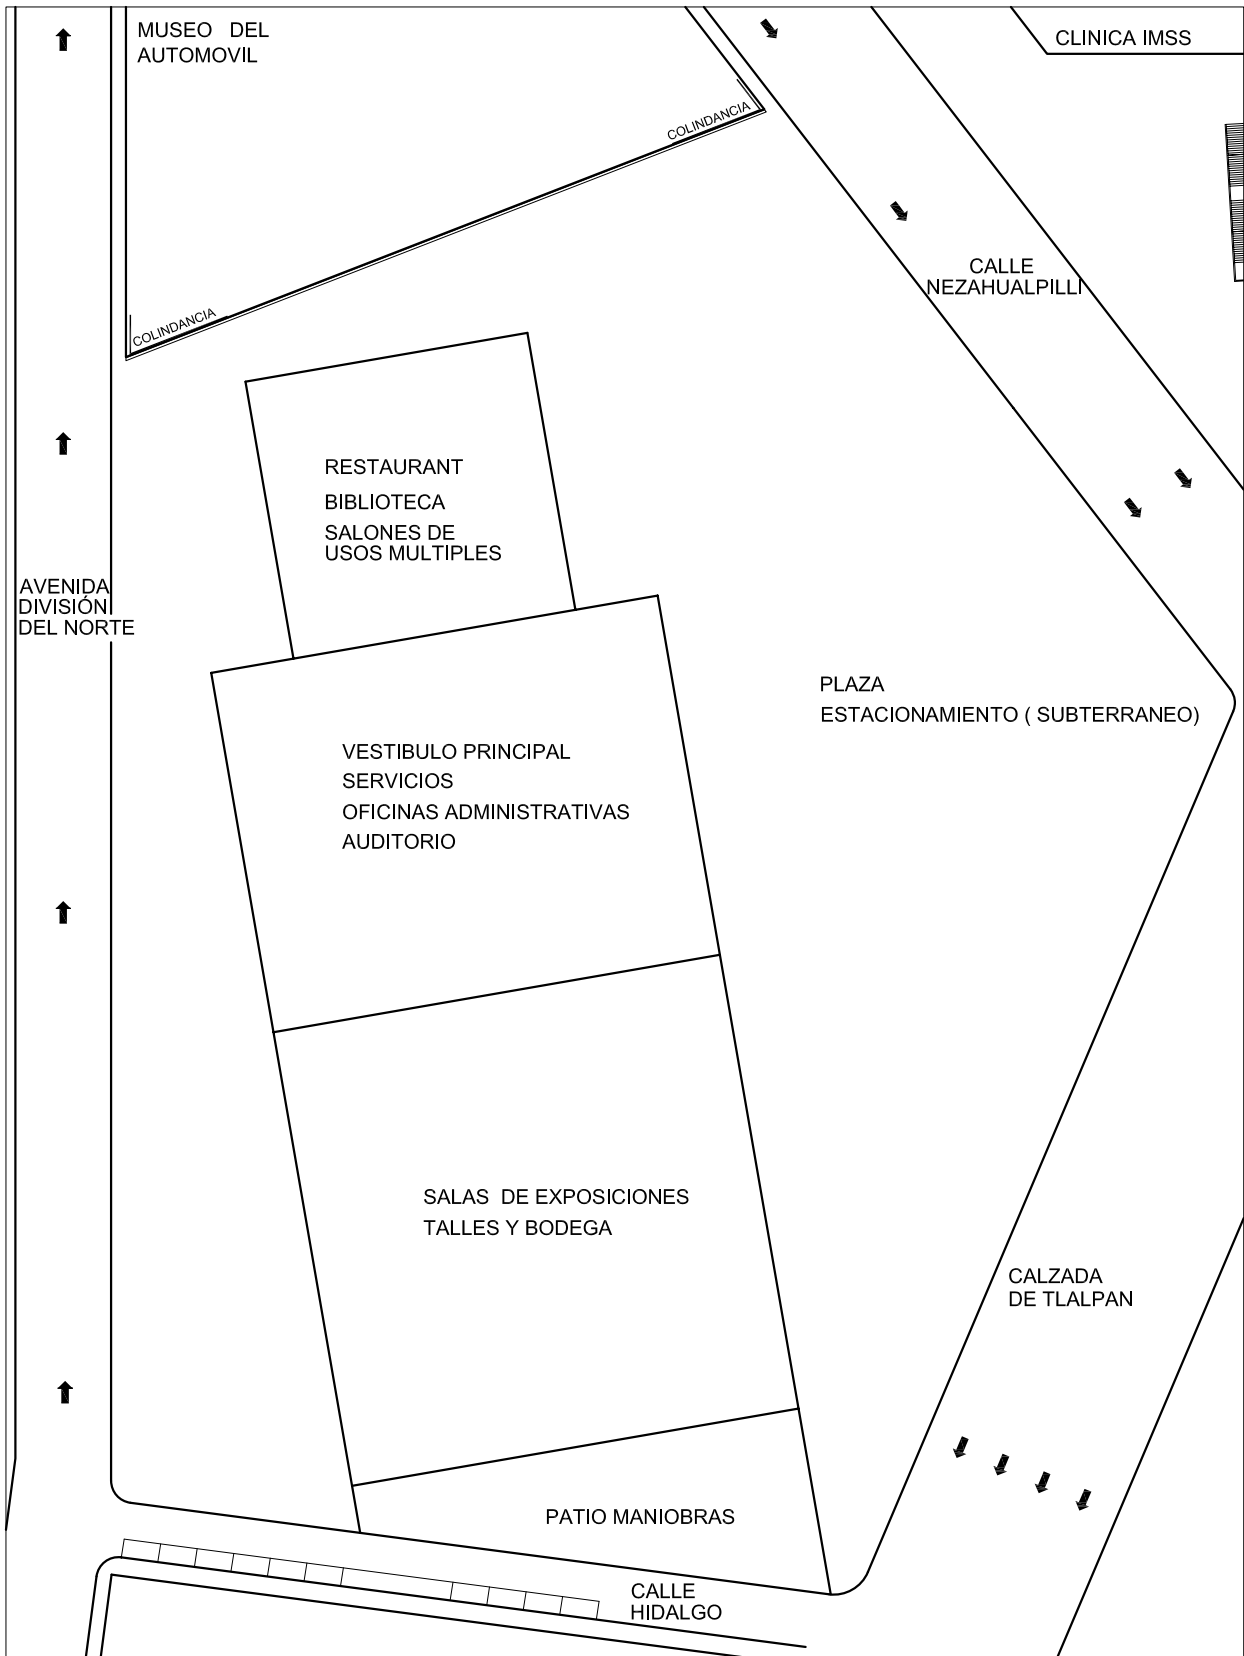 MUSEO DEL
AUTOMOVIL
CLINICA IMSS
COLINDANCIA
CALLE
NEZAHUALPILLI
COLINDANCIA
RESTAURANT
BIBLIOTECA
SALONES DE
USOS MULTIPLES
AVENIDA
DIVISIÓN
DEL NORTE
PLAZA
ESTACIONAMIENTO ( SUBTERRANEO)
VESTIBULO PRINCIPAL
SERVICIOS
OFICINAS ADMINISTRATIVAS
AUDITORIO
SALAS DE EXPOSICIONES
TALLES Y BODEGA
CALZADA
DE TLALPAN
PATIO MANIOBRAS
CALLE
HIDALGO